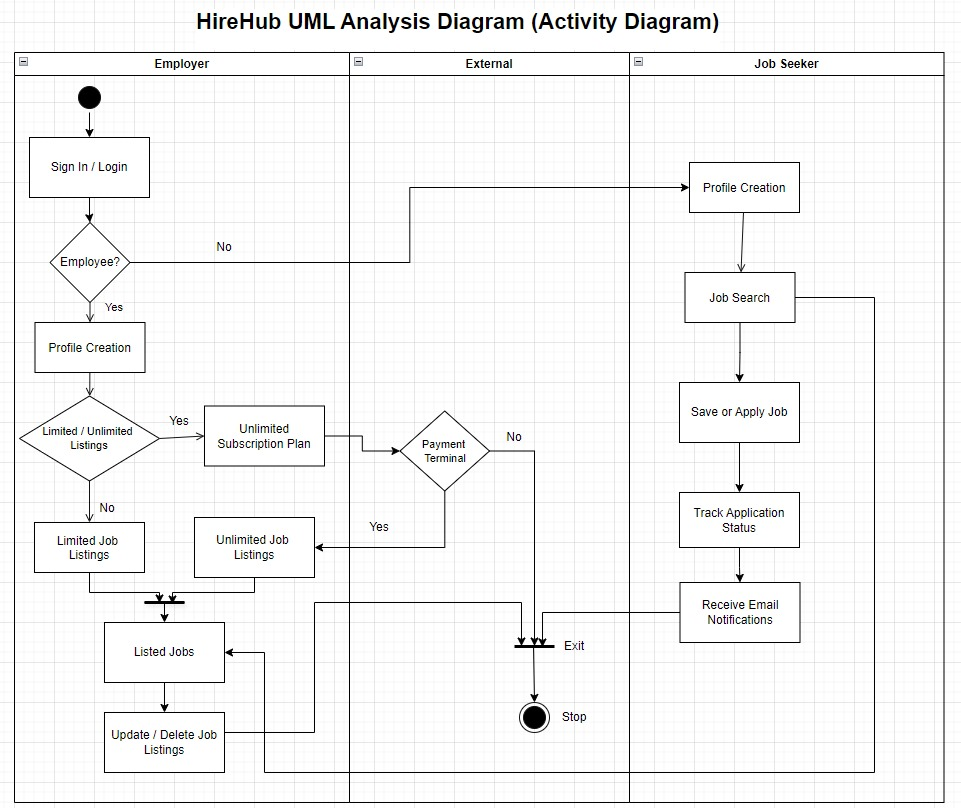 HireHub UML Analysis Diagram (Activity Diagram)
Employer
External
Job Seeker
Sign In / Login
Profile Creation
No
Employee?
Yes
Job Search
Profile Creation
Yes
Limited / Unlimited
Listings
Unlimited
Subscription Plan
Payment
Terminal
No
Save or Apply Job
No
Limited Job
Listings
Unlimited Job
Listings
Yes
Track Application
Status
Receive Email
Notifications
Listed Jobs
Exit
Update / Delete Job
Listings
Stop